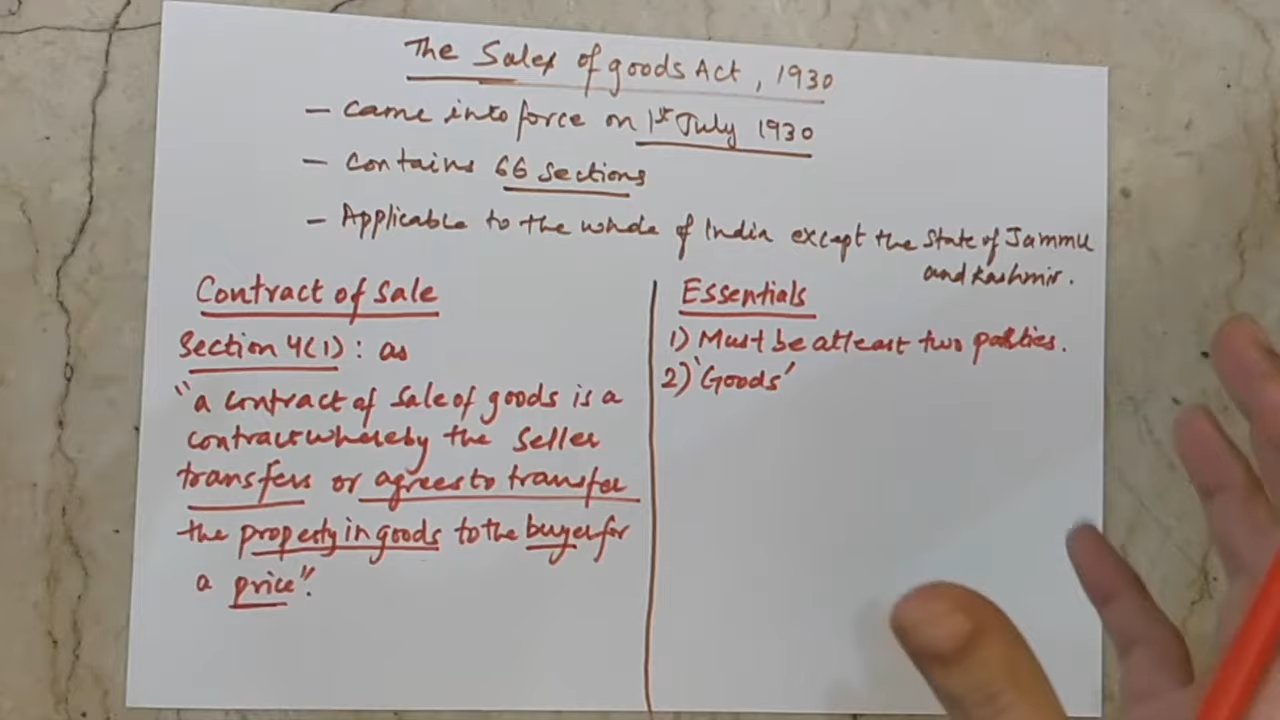 The Sales of goods Act, 1930
- came into force on 1st July 1930
- contains 66 sections
- Applicable to the whole of India except the state of Jammu
and Kashmir.
Contract of Sale
Section 4(1) : as
"a contract of sale of goods is a
contract whereby the seller
transfers or agrees to transfer
the property in goods to the buyer for
a price".
Essentials
1) Must be atleast two parties.
2) 'Goods'